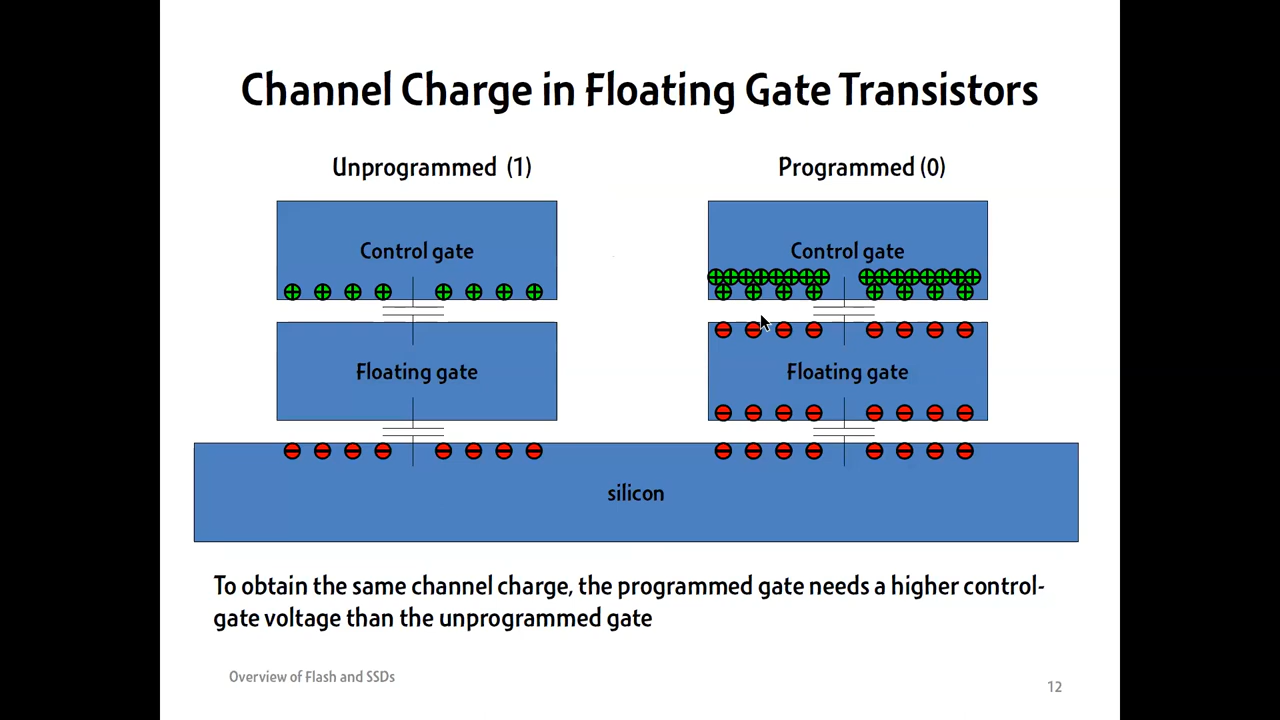 Channel Charge in Floating Gate Transistors
Unprogrammed (1)
Programmed (0)
Control gate
Control gate
Floating gate
Floating gate
silicon
To obtain the same channel charge, the programmed gate needs a higher control-
gate voltage than the unprogrammed gate
Overview of Flash and SSDs
12